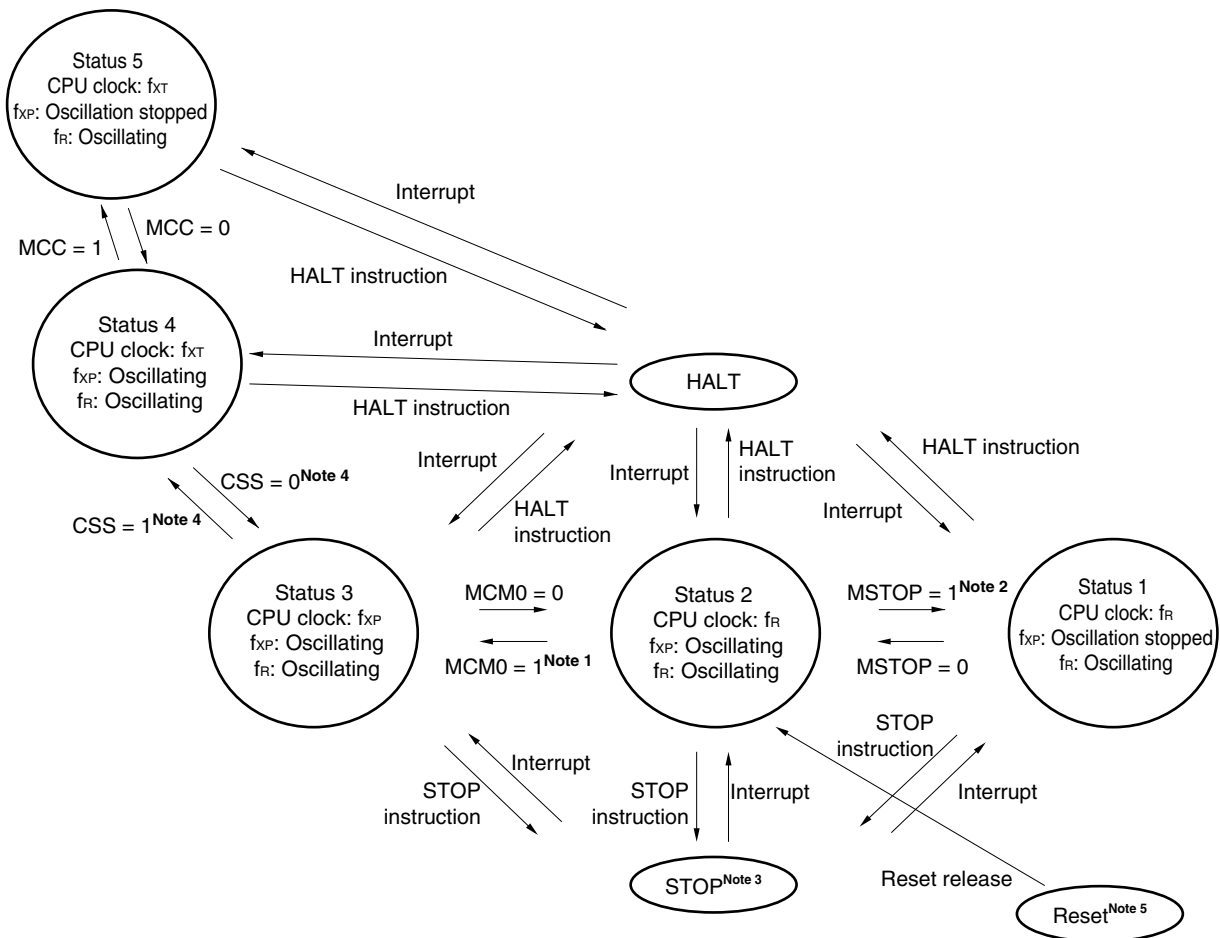 Status 5
CPU clock: fXT
fXP: Oscillation stopped
fR: Oscillating
Interrupt
MCC = 1
MCC = 0
HALT instruction
Status 4
CPU clock: fXT
fXP: Oscillating
fR: Oscillating
Interrupt
HALT instruction
HALT
CSS = 0Note 4
CSS = 1Note 4
Interrupt
HALT
instruction
Interrupt
HALT
instruction
HALT instruction
Interrupt
Status 3
CPU clock: fXP
fXP: Oscillating
fR: Oscillating
MCM0 = 0
MCM0 = 1Note 1
Status 2
CPU clock: fR
fXP: Oscillating
fR: Oscillating
MSTOP = 1Note 2
MSTOP = 0
Status 1
CPU clock: fR
fXP: Oscillation stopped
fR: Oscillating
STOP
instruction
Interrupt
STOP
instruction
Interrupt
STOP
instruction
Interrupt
STOPNote 3
Reset release
ResetNote 5